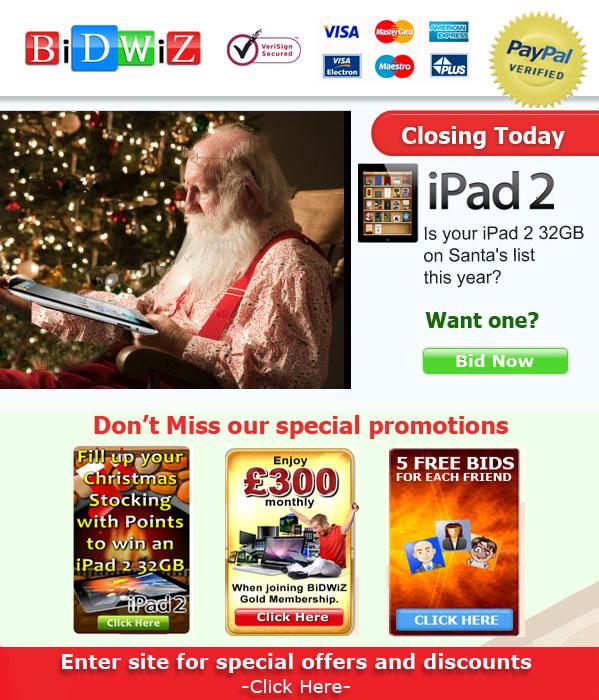 BiDWiZ
VeriSign
Secured
VISA
MasterCard
AMERICAN
EXPRESS
VISA
Electron
Maestro
PLUS
PayPal
VERIFIED
Closing Today
iPad 2
Is your iPad 2 32GB
on Santa's list
this year?
Want one?
Bid Now
Don't Miss our special promotions
Fill up your
Christmas
Stocking
with Points
to win an
iPad 2 32GB
iPad 2
Click Here
Enjoy
£300
monthly
When joining BiDWiZ
Gold Membership.
Click Here
5 FREE BIDS
FOR EACH FRIEND
CLICK HERE
Enter site for special offers and discounts
-Click Here-